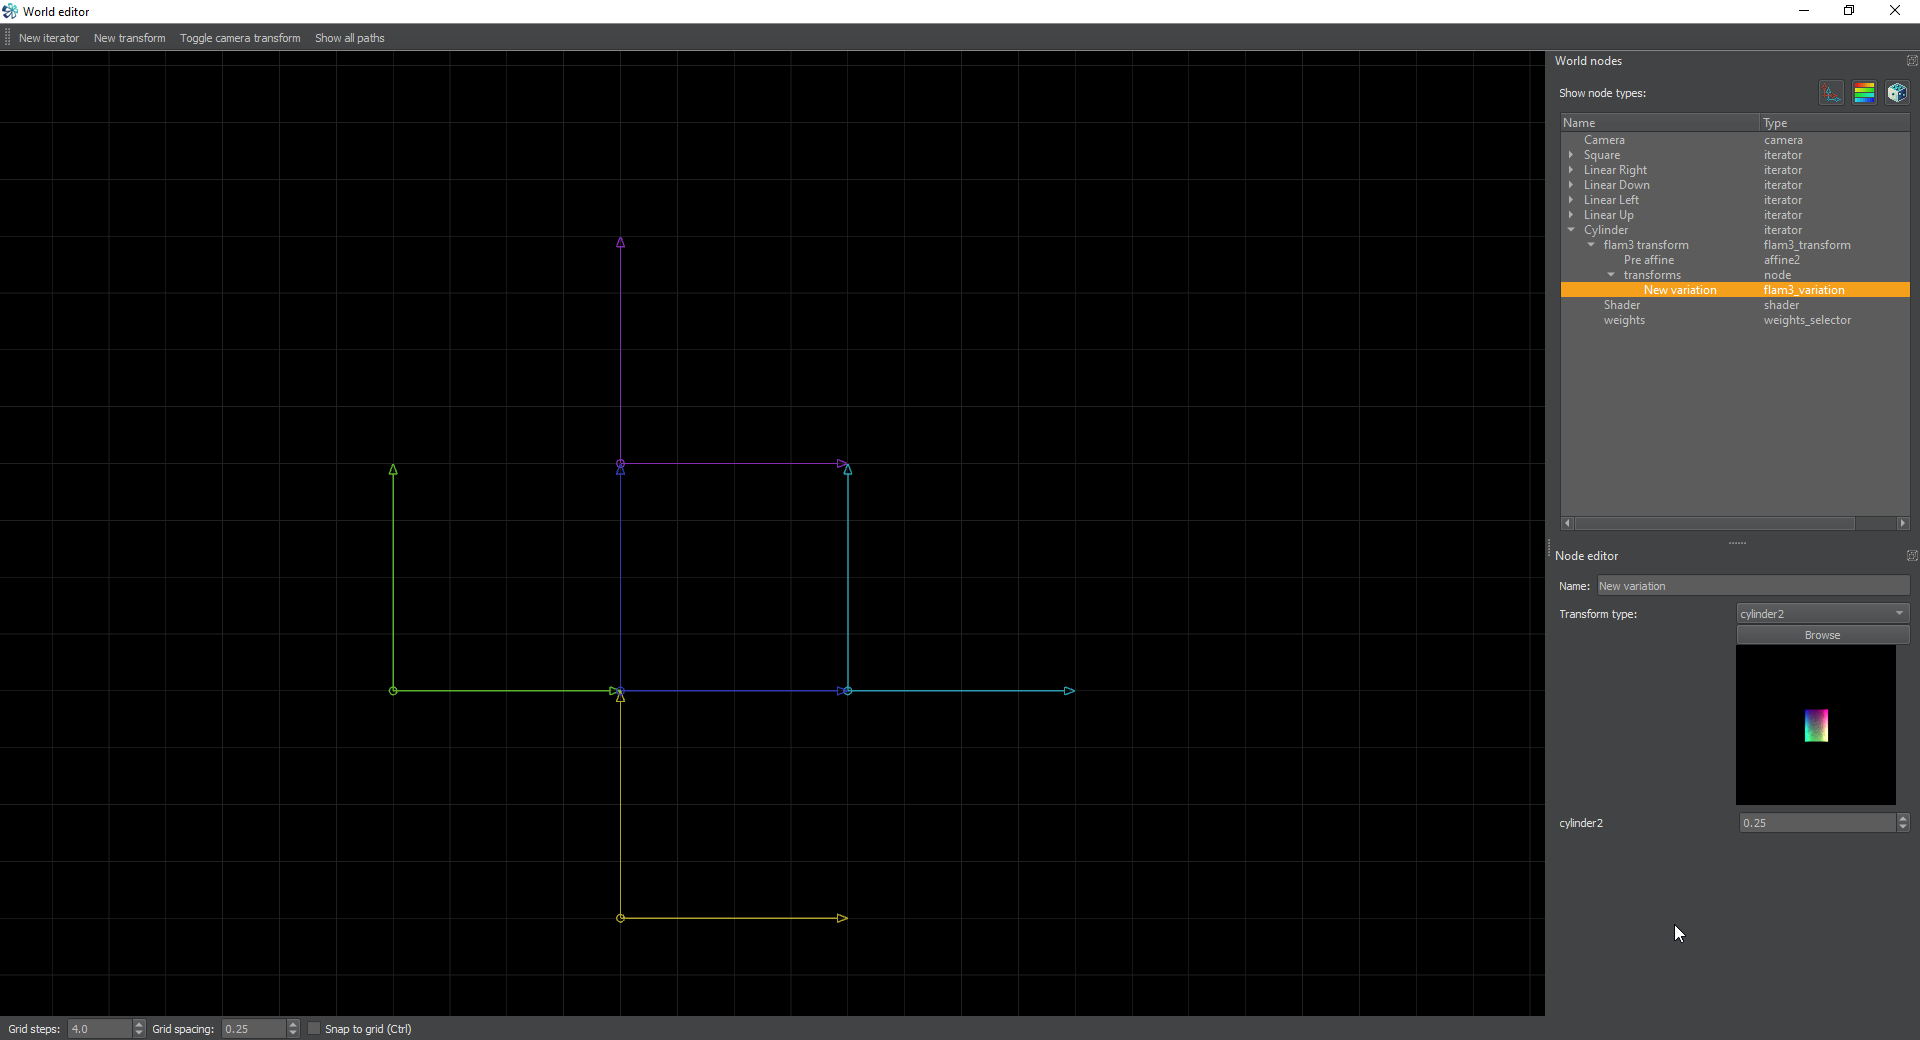 World editor
New iterator New transform Toggle camera transform Show all paths
World nodes
Show node types:
Name Type
Camera camera
Square iterator
Linear Right iterator
Linear Down iterator
Linear Left iterator
Linear Up iterator
Cylinder iterator
flam3 transform flam3_transform
Pre affine affine2
transforms node
New variation flam3_variation
Shader shader
weights weights_selector
Node editor
Name: New variation
Transform type: cylinder2
Browse
cylinder2 0.25
Grid steps: 4.0 Grid spacing: 0.25 Snap to grid (Ctrl)